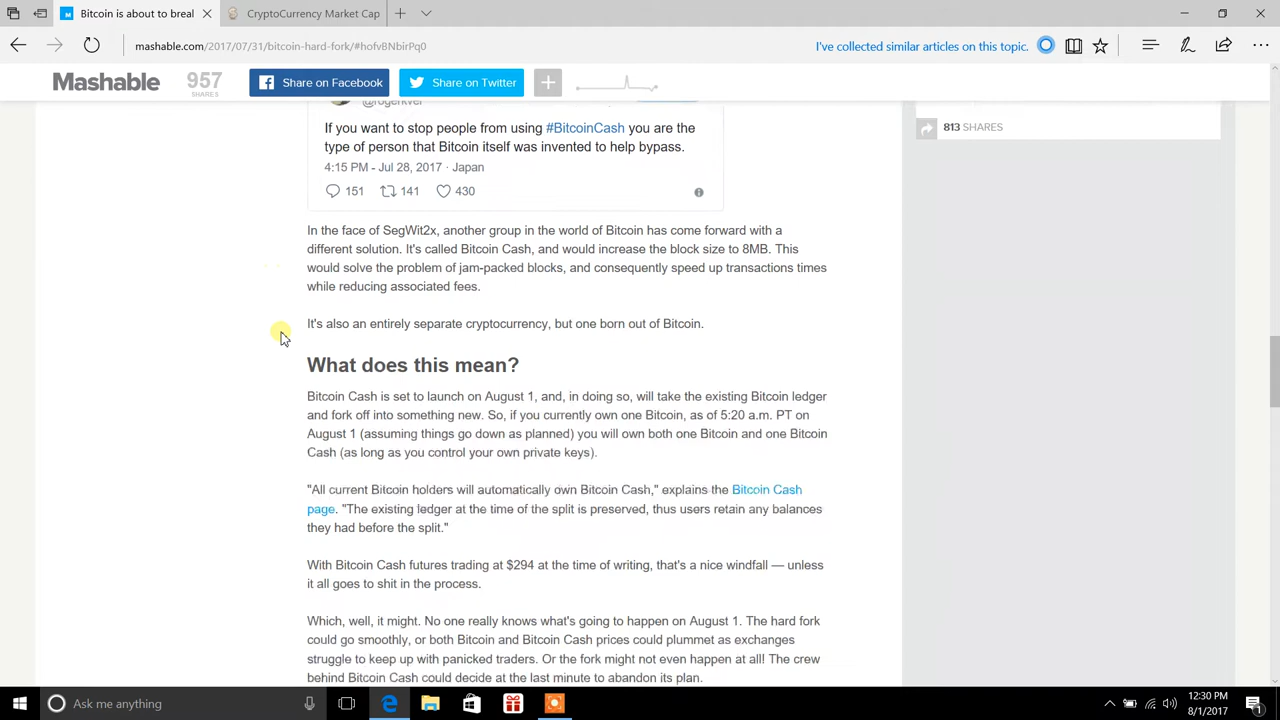 Bitcoin is about to breal
CryptoCurrency Market Cap
mashable.com/2017/07/31/bitcoin-hard-fork/#hofvBNbirPq0
I've collected similar articles on this topic.
Mashable
957
SHARES
Share on Facebook
Share on Twitter
@rogerkver
If you want to stop people from using #BitcoinCash you are the
type of person that Bitcoin itself was invented to help bypass.
4:15 PM - Jul 28, 2017 · Japan
151
141
430
813 SHARES
In the face of SegWit2x, another group in the world of Bitcoin has come forward with a
different solution. It's called Bitcoin Cash, and would increase the block size to 8MB. This
would solve the problem of jam-packed blocks, and consequently speed up transactions times
while reducing associated fees.
It's also an entirely separate cryptocurrency, but one born out of Bitcoin.
What does this mean?
Bitcoin Cash is set to launch on August 1, and, in doing so, will take the existing Bitcoin ledger
and fork off into something new. So, if you currently own one Bitcoin, as of 5:20 a.m. PT on
August 1 (assuming things go down as planned) you will own both one Bitcoin and one Bitcoin
Cash (as long as you control your own private keys).
"All current Bitcoin holders will automatically own Bitcoin Cash," explains the Bitcoin Cash
page. "The existing ledger at the time of the split is preserved, thus users retain any balances
they had before the split."
With Bitcoin Cash futures trading at $294 at the time of writing, that's a nice windfall — unless
it all goes to shit in the process.
Which, well, it might. No one really knows what's going to happen on August 1. The hard fork
could go smoothly, or both Bitcoin and Bitcoin Cash prices could plummet as exchanges
struggle to keep up with panicked traders. Or the fork might not even happen at all! The crew
behind Bitcoin Cash could decide at the last minute to abandon its plan.
Ask me anything
12:30 PM
8/1/2017
1